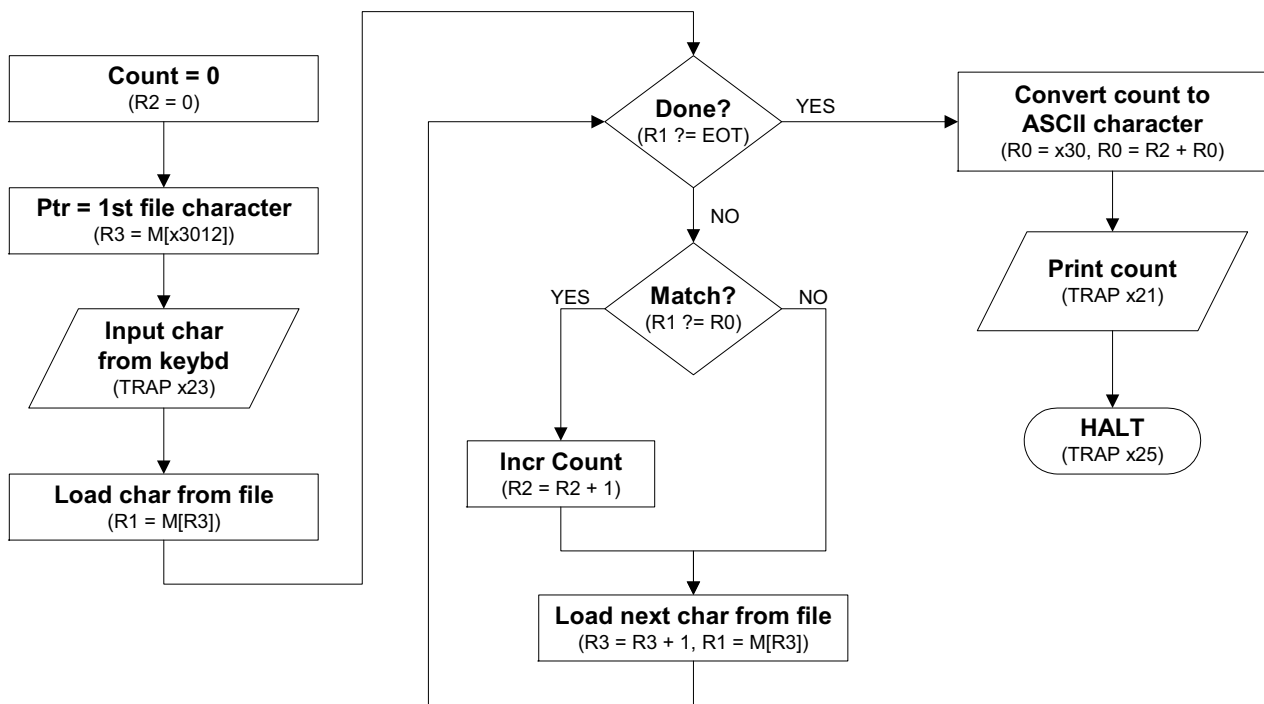 Count = 0
(R2 = 0)
Ptr = 1st file character
(R3 = M[x3012])
Input char
from keybd
(TRAP x23)
Load char from file
(R1 = M[R3])
Done?
(R1 ?= EOT)
YES
NO
Match?
(R1 ?= R0)
YES
NO
Incr Count
(R2 = R2 + 1)
Load next char from file
(R3 = R3 + 1, R1 = M[R3])
Convert count to
ASCII character
(R0 = x30, R0 = R2 + R0)
Print count
(TRAP x21)
HALT
(TRAP x25)